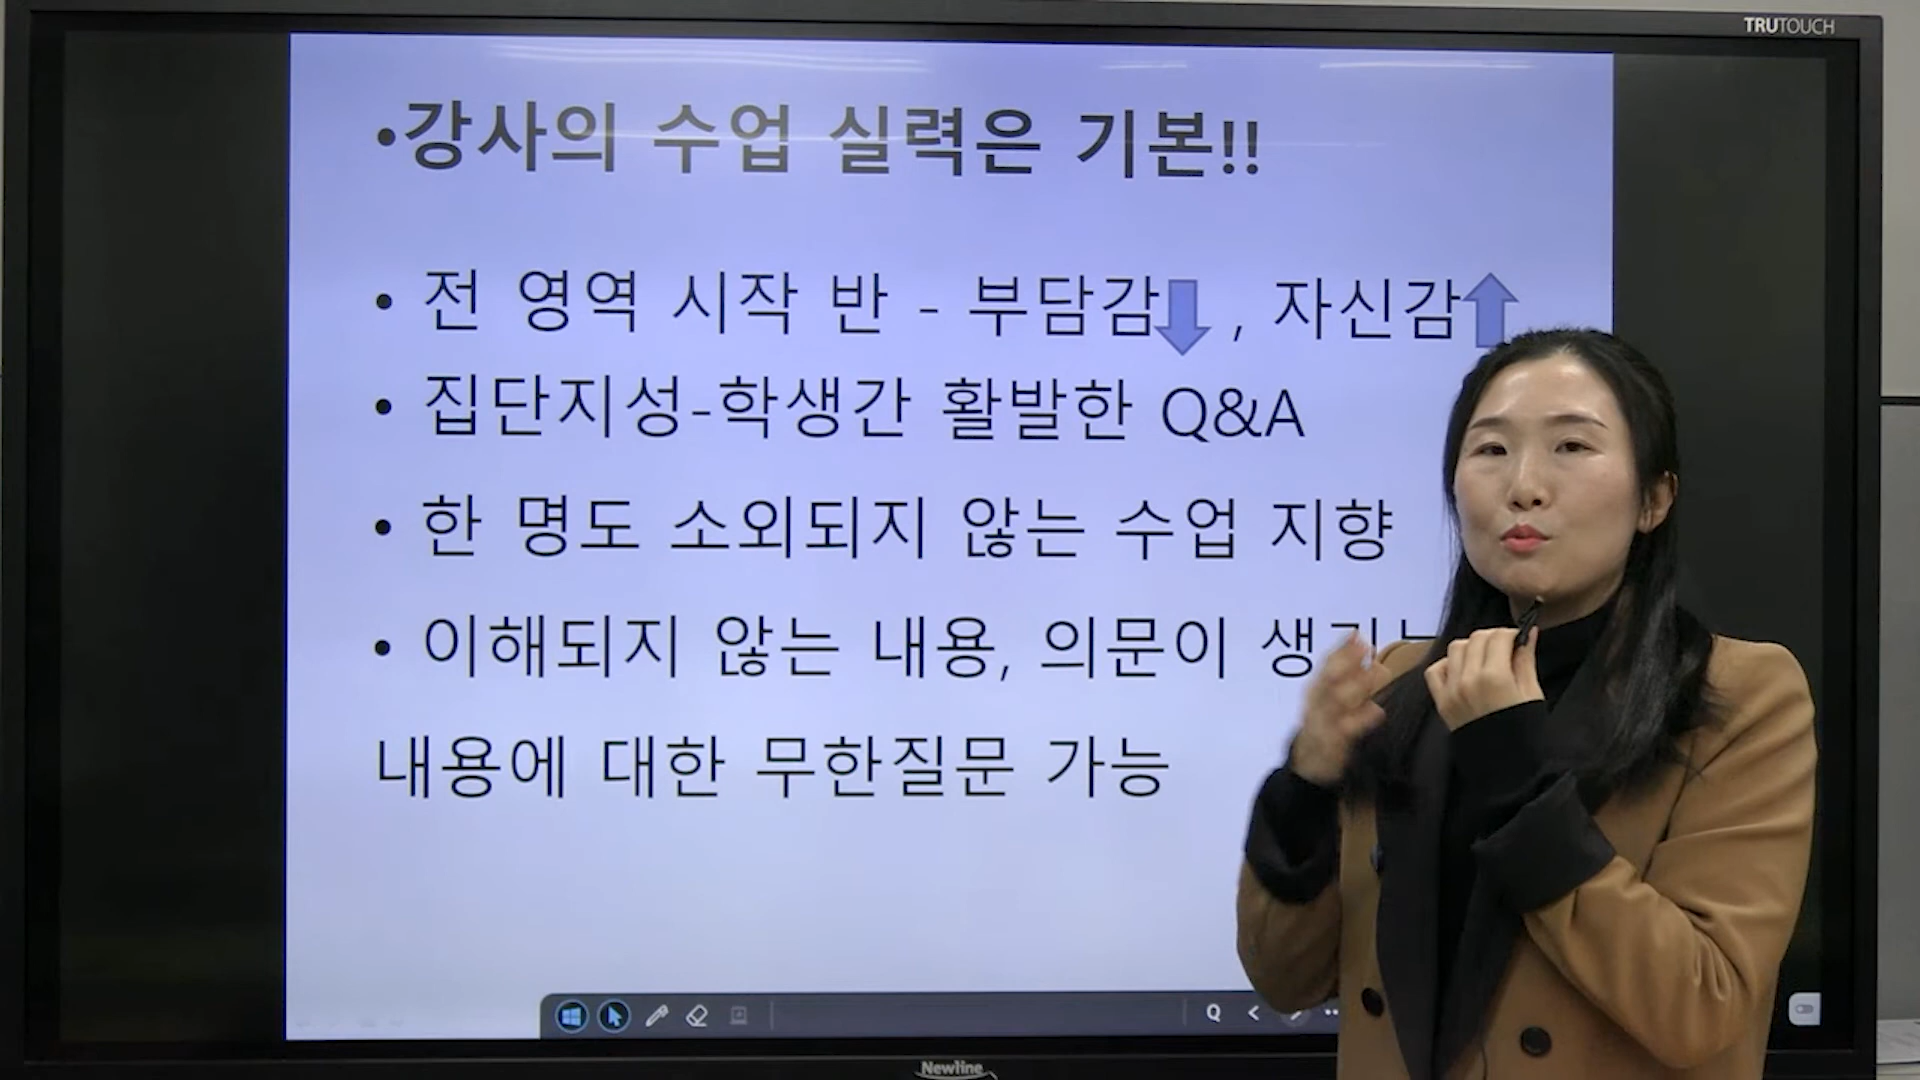 TRUTOUCH
•강사의 수업 실력은 기본!!
• 전 영역 시작 반 - 부담감 , 자신감
• 집단지성-학생간 활발한 Q&A
• 한 명도 소외되지 않는 수업 지향
• 이해되지 않는 내용, 의문이
내용에 대한 무한질문 가능
Newline